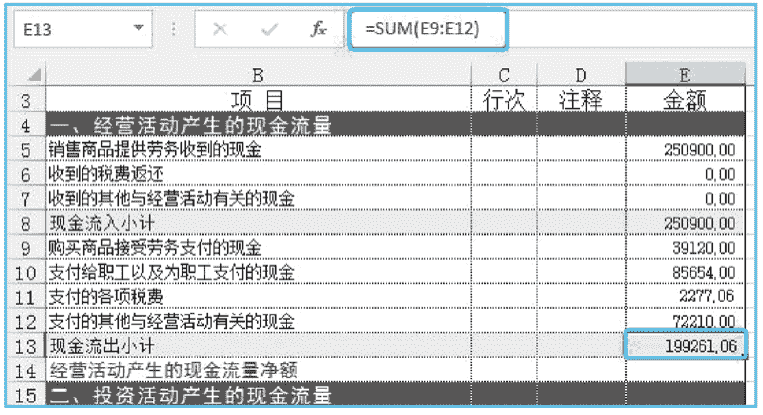 E13 fx =SUM(E9:E12)
B C D E
3 项 目 行次 注释 金额
4 一、经营活动产生的现金流量
5 销售商品提供劳务收到的现金 250900.00
6 收到的税费返还 0.00
7 收到的其他与经营活动有关的现金 0.00
8 现金流入小计 250900.00
9 购买商品接受劳务支付的现金 39120.00
10 支付给职工以及为职工支付的现金 85654.00
11 支付的各项税费 2277.06
12 支付的其他与经营活动有关的现金 72210.00
13 现金流出小计 199261.06
14 经营活动产生的现金流量净额
15 二、投资活动产生的现金流量